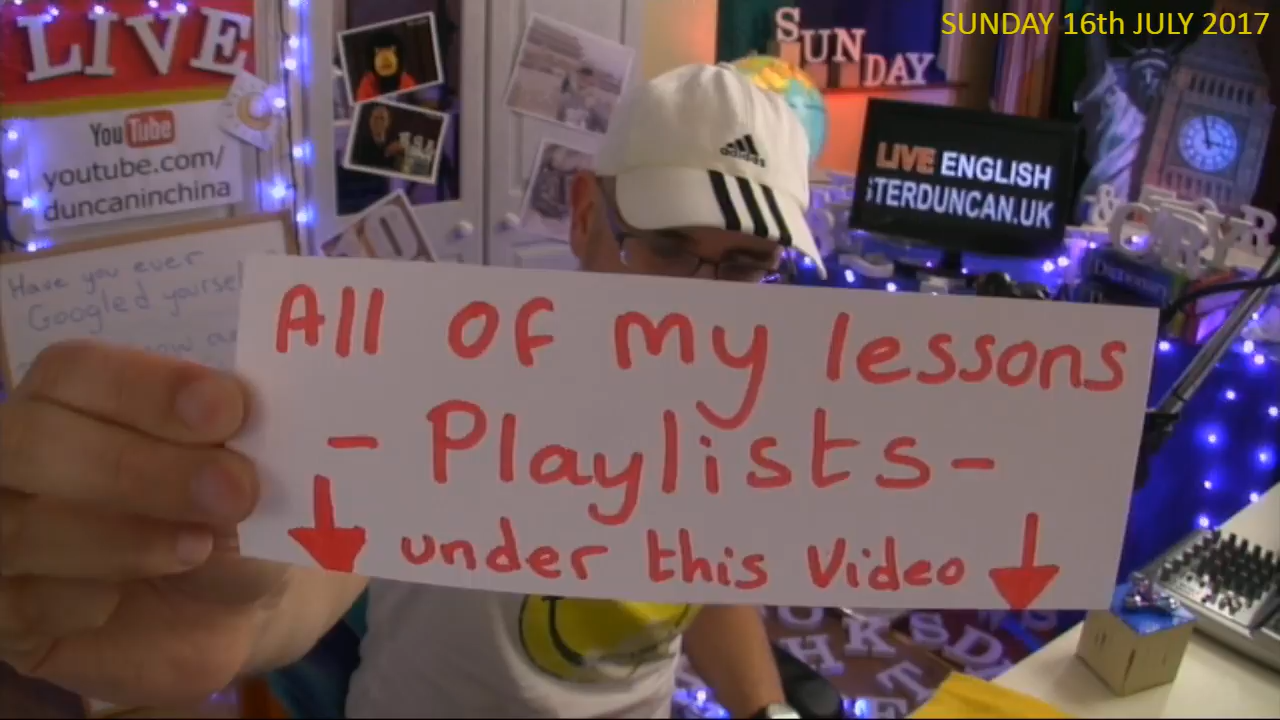 SUNDAY 16th JULY 2017
LIVE
SUNDAY
YouTube
youtube.com/
duncaninchina
LIVE ENGLISH
STERDUNCAN.UK
adidas
Have you ever
Googled yoursel
All of my lessons
- Playlists -
under this Video